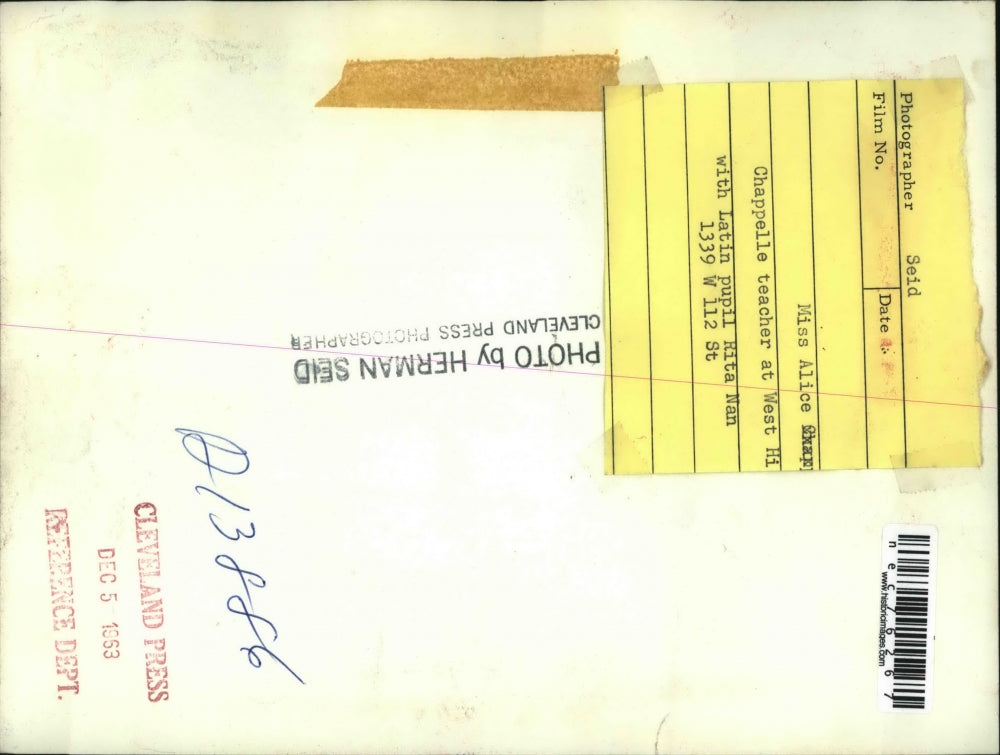 Photographer Seid
Film No. Date
Miss Alice
Chappelle teacher at West Hi
with Latin pupil Rita Nan
1339 W 112 St
PHOTO by HERMAN SEID
CLEVELAND PRESS PHOTOGRAPHER
CLEVELAND PRESS
DEC 5 1963
REFERENCE DEPT.
nec76267
www.historicimages.com